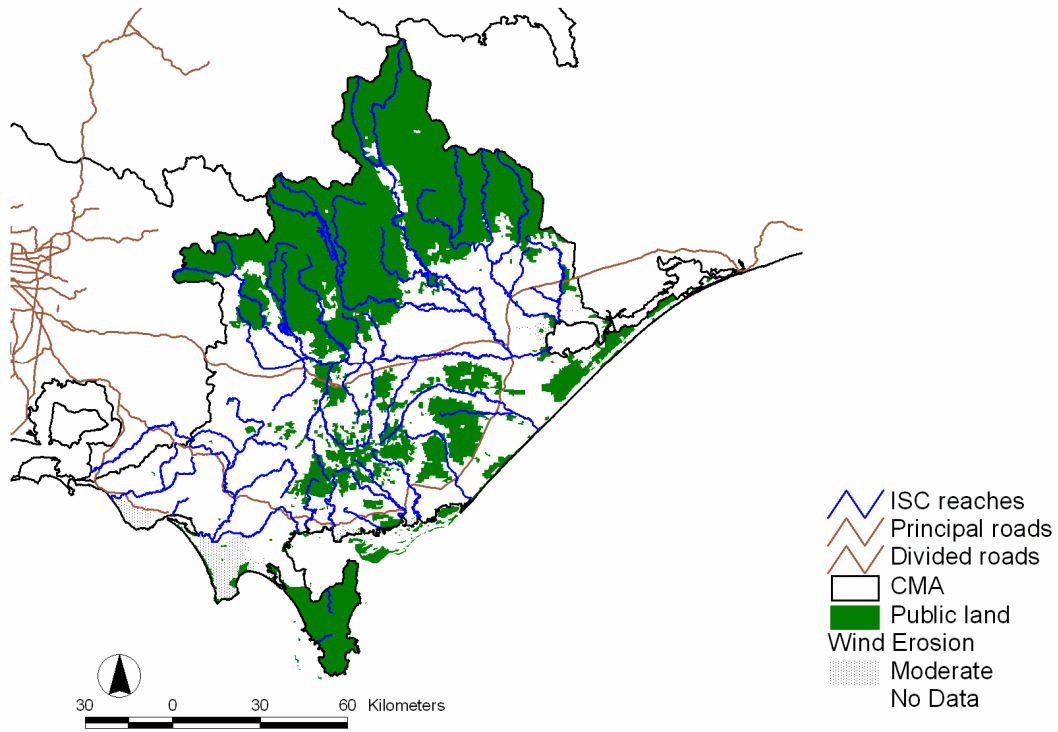 ISC reaches
Principal roads
Divided roads
CMA
Public land
Wind Erosion
Moderate
No Data
30 0 30 60 Kilometers